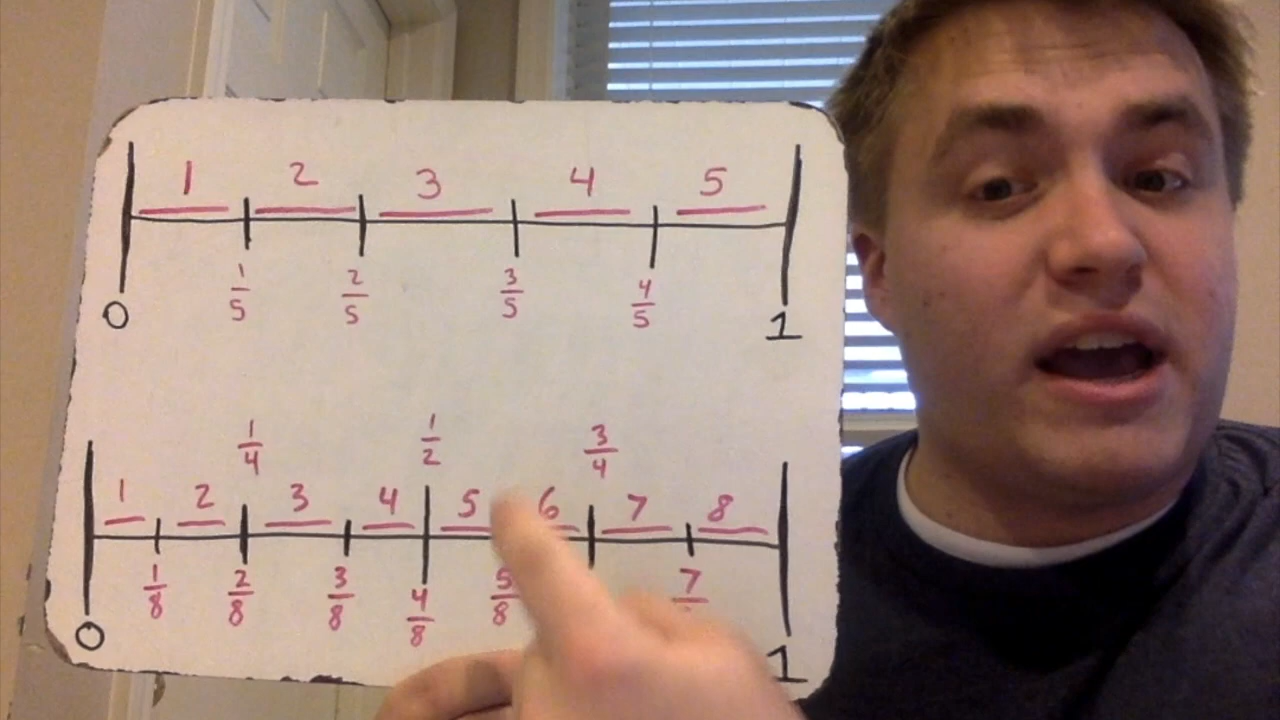 1 2 3 4 5
1/5 2/5 3/5 4/5
0 1
1/4 1/2 3/4
1 2 3 4 5 6 7 8
1/8 2/8 3/8 4/8 5/8 7
0 1